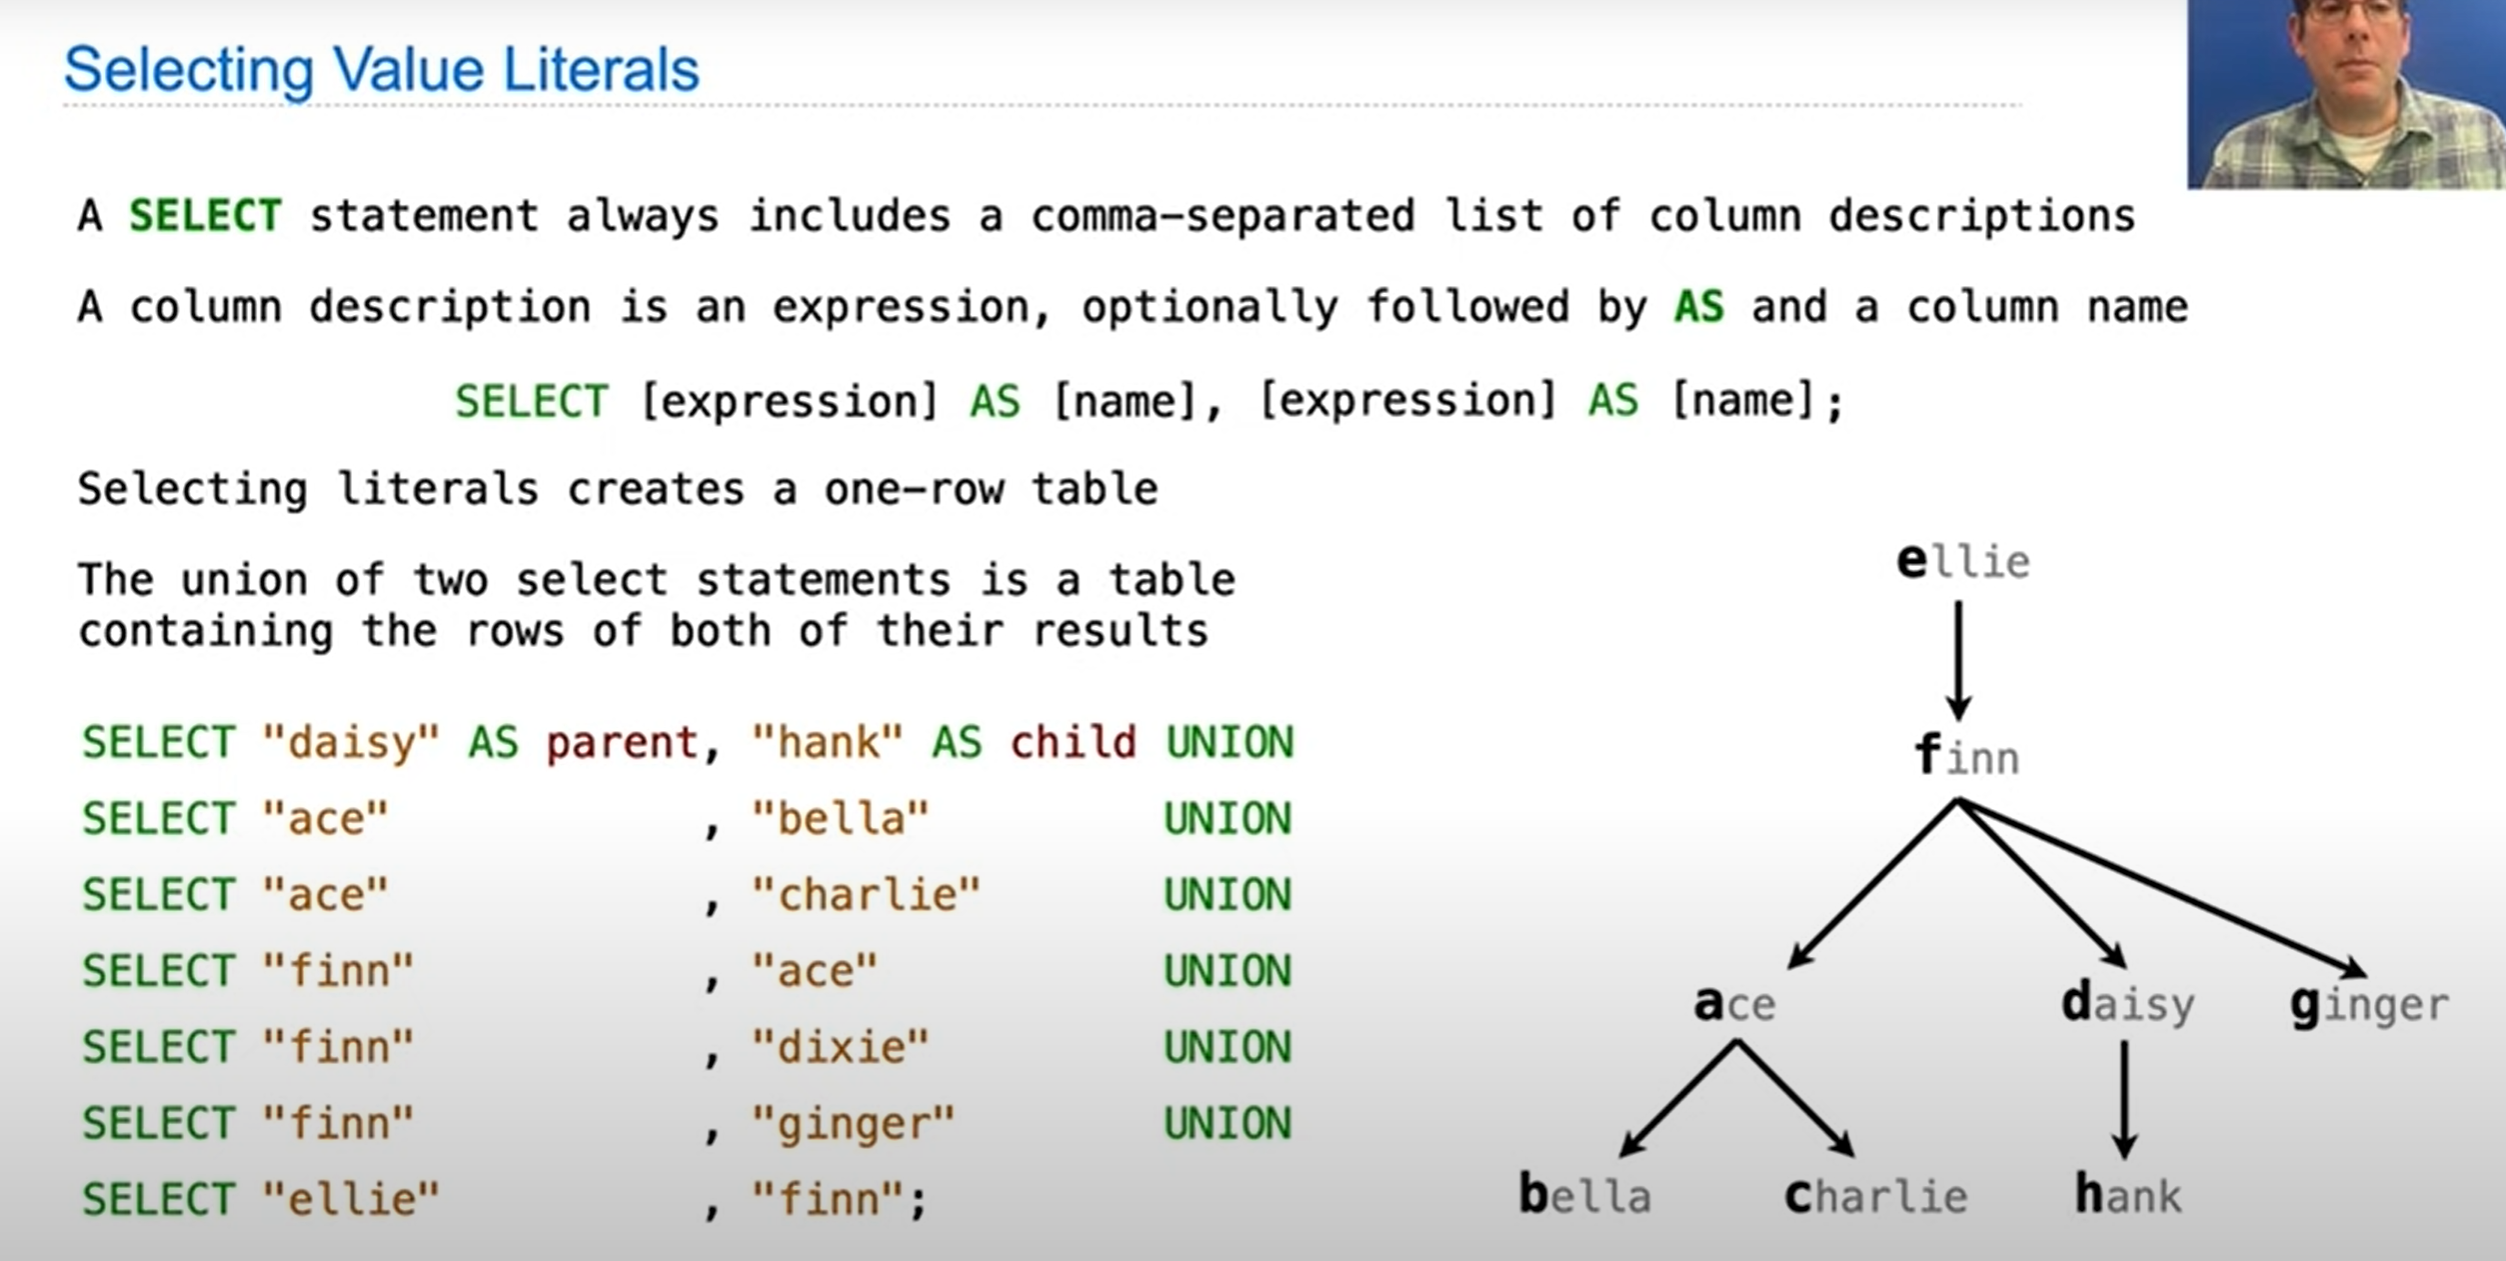 Selecting Value Literals
A SELECT statement always includes a comma-separated list of column descriptions
A column description is an expression, optionally followed by AS and a column name
SELECT [expression] AS [name], [expression] AS [name];
Selecting literals creates a one-row table
The union of two select statements is a table
containing the rows of both of their results
SELECT "daisy" AS parent, "hank" AS child UNION
SELECT "ace" , "bella" UNION
SELECT "ace" , "charlie" UNION
SELECT "finn" , "ace" UNION
SELECT "finn" , "dixie" UNION
SELECT "finn" , "ginger" UNION
SELECT "ellie" , "finn";
ellie
finn
ace daisy ginger
bella charlie hank